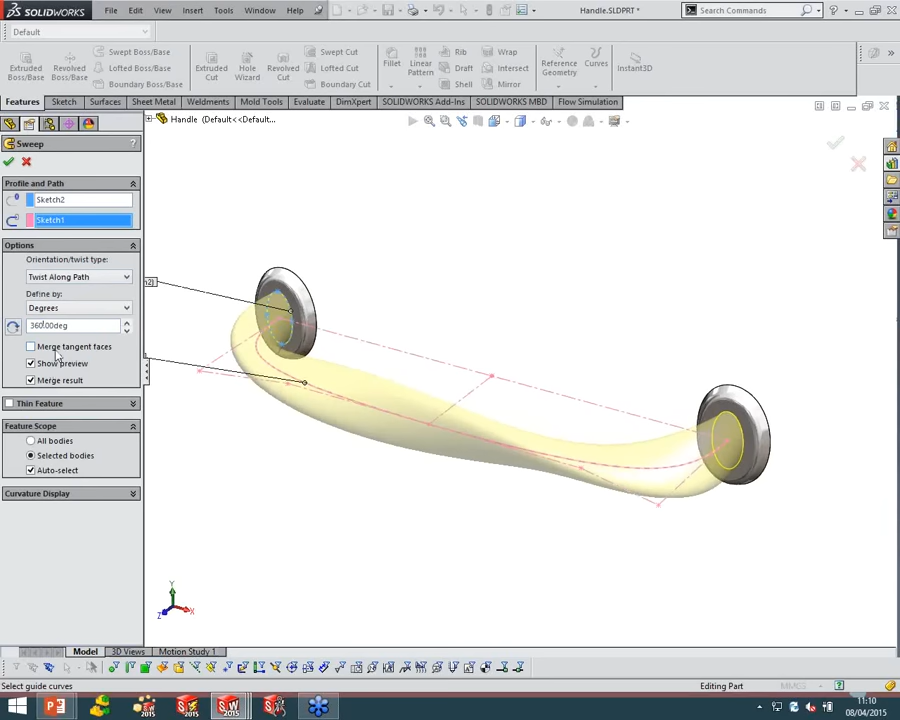 SOLIDWORKS File Edit View Insert Tools Window Help Handle.SLDPRT * Search Commands
Default
Extruded Boss/Base Revolved Boss/Base Swept Boss/Base Lofted Boss/Base Boundary Boss/Base Extruded Cut Hole Wizard Revolved Cut Swept Cut Lofted Cut Boundary Cut Fillet Linear Pattern Rib Draft Shell Wrap Intersect Mirror Reference Geometry Curves Instant3D
Features Sketch Surfaces Sheet Metal Weldments Mold Tools Evaluate DimXpert SOLIDWORKS Add-Ins SOLIDWORKS MBD Flow Simulation
Handle (Default<<Default...
Sweep ?
Profile and Path
Sketch2
Sketch1
Options
Orientation/twist type:
Twist Along Path
Define by:
Degrees
360.00deg
Merge tangent faces
Show preview
Merge result
Thin Feature
Feature Scope
All bodies
Selected bodies
Auto-select
Curvature Display
Y
Z X
Model 3D Views Motion Study 1
Select guide curves Editing Part MMGS
2015 2015 2015
11:10
08/04/2015